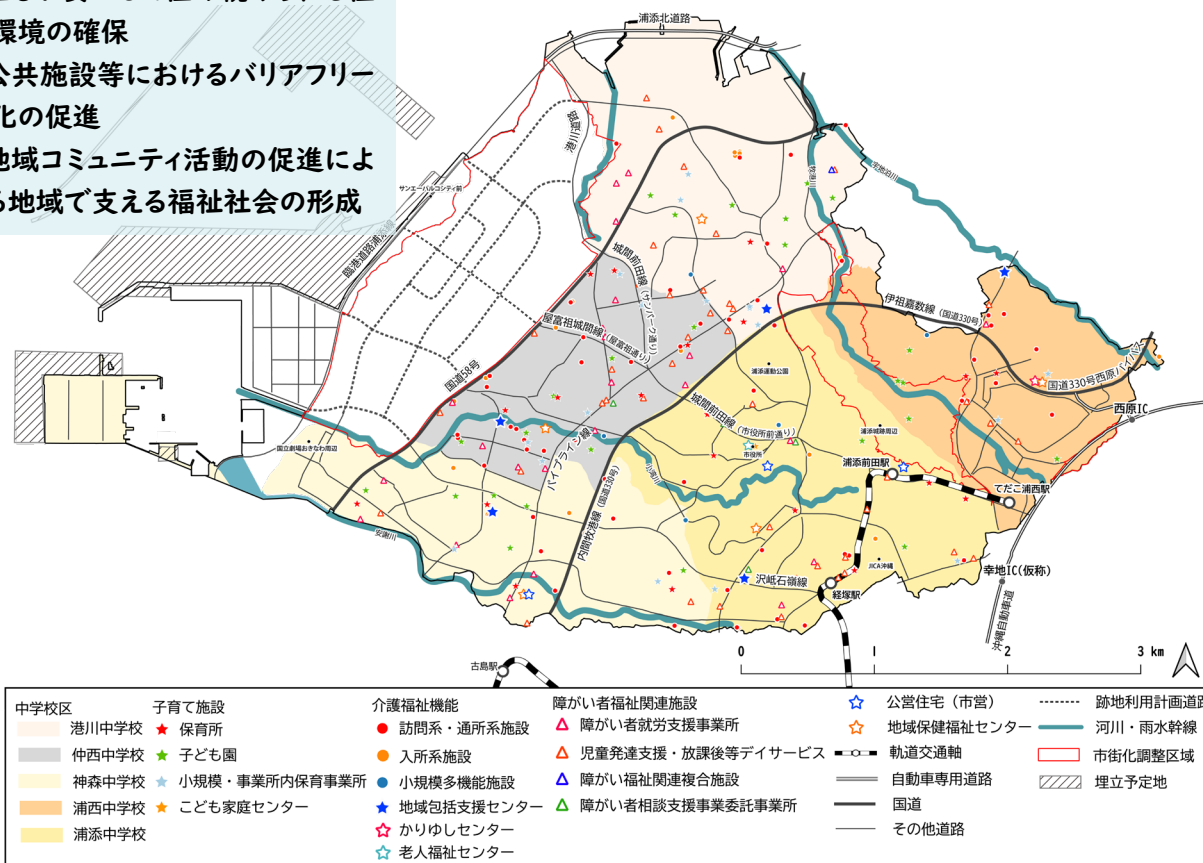 環境の確保
公共施設等におけるバリアフリー
化の促進
地域コミュニティ活動の促進によ
る地域で支える福祉社会の形成
浦添北道路
港川道路
サンエーパルコシティ前
臨港道路浦添線
牧港川
宇地泊川
城間前田線(サンパーク通り)
屋富祖城間線(屋富祖通り)
伊祖嘉数線(国道330号)
国道330号西原バイパス
西原IC
国道58号
浦添運動公園
城間前田線(市役所前通り)
浦添城跡周辺
国立劇場おきなわ周辺
パイプライン線
小湾川
市役所
浦添前田駅
てだこ浦西駅
内間牧港線(国道330号)
安謝川
JICA沖縄
幸地IC(仮称)
沢岻石嶺線
経塚駅
沖縄自動車道
古島駅
0 1 2 3 km
中学校区
港川中学校
仲西中学校
神森中学校
浦西中学校
浦添中学校
子育て施設
保育所
子ども園
小規模・事業所内保育事業所
こども家庭センター
介護福祉機能
訪問系・通所系施設
入所系施設
小規模多機能施設
地域包括支援センター
かりゆしセンター
老人福祉センター
障がい者福祉関連施設
障がい者就労支援事業所
児童発達支援・放課後等デイサービス
障がい福祉関連複合施設
障がい者相談支援事業委託事業所
公営住宅(市営)
地域保健福祉センター
軌道交通軸
自動車専用道路
国道
その他道路
跡地利用計画道路
河川・雨水幹線
市街化調整区域
埋立予定地